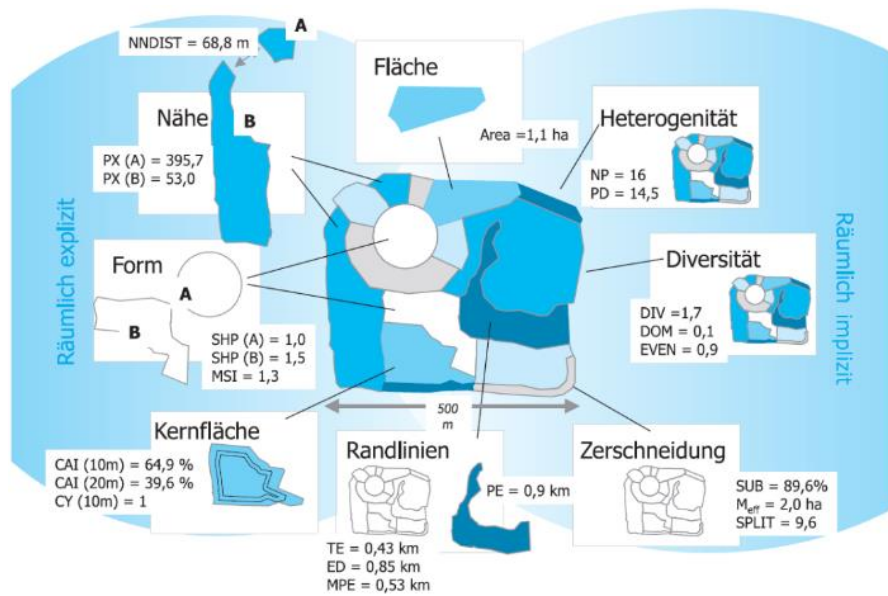 NNDIST = 68,8 m
A
Nähe
B
PX (A) = 395,7
PX (B) = 53,0
Fläche
Area =1,1 ha
Heterogenität
NP = 16
PD = 14,5
Räumlich explizit
Räumlich implizit
Form
A
B
SHP (A) = 1,0
SHP (B) = 1,5
MSI = 1,3
Diversität
DIV =1,7
DOM = 0,1
EVEN = 0,9
500
m
Kernfläche
CAI (10m) = 64,9 %
CAI (20m) = 39,6 %
CY (10m) = 1
Randlinien
PE = 0,9 km
TE = 0,43 km
ED = 0,85 km
MPE = 0,53 km
Zerschneidung
SUB = 89,6%
Meff = 2,0 ha
SPLIT = 9,6